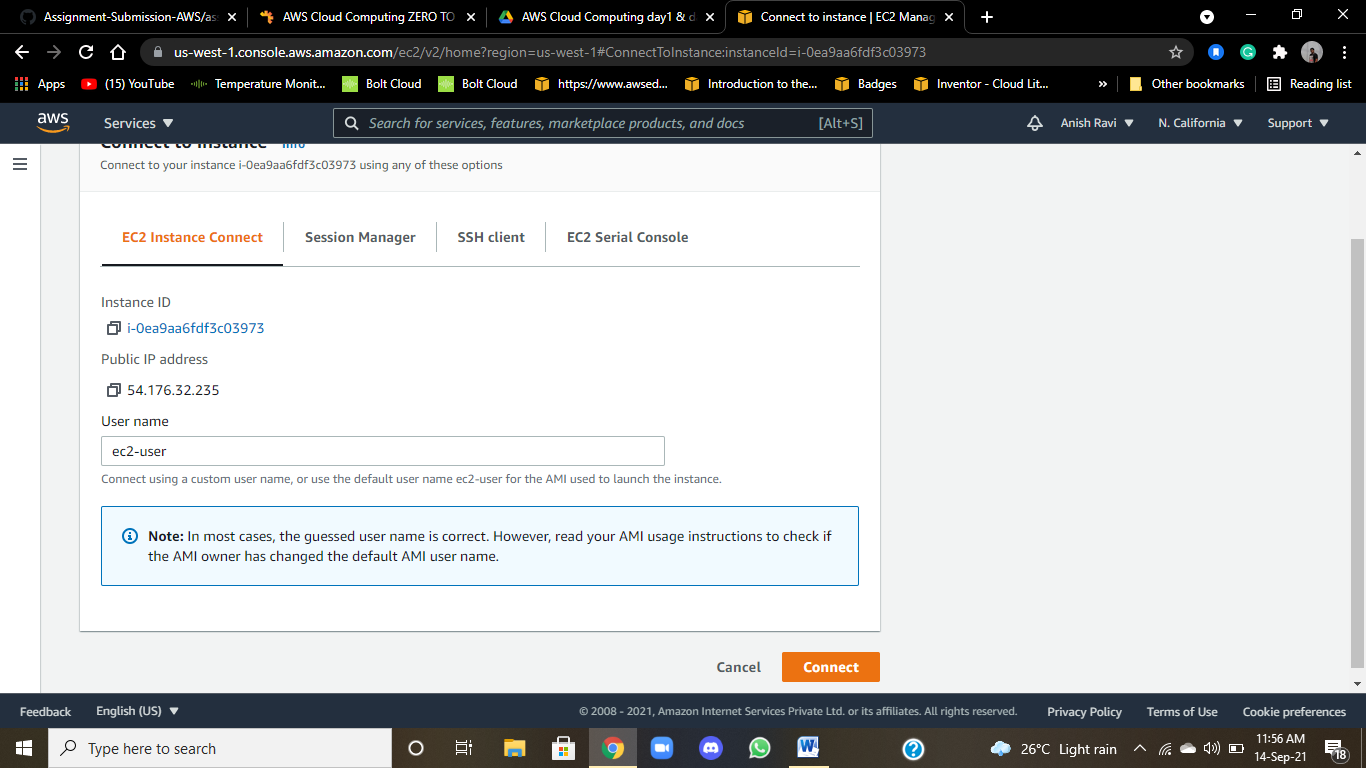 Assignment-Submission-AWS/as
AWS Cloud Computing ZERO TO
AWS Cloud Computing day1 & d
Connect to instance | EC2 Manag
us-west-1.console.aws.amazon.com/ec2/v2/home?region=us-west-1#ConnectToInstance:instanceId=i-0ea9aa6fdf3c03973
Apps (15) YouTube Temperature Monit... Bolt Cloud Bolt Cloud https://www.awsed... Introduction to the... Badges Inventor - Cloud Lit... » Other bookmarks Reading list
aws Services Search for services, features, marketplace products, and docs [Alt+S] Anish Ravi N. California Support
Connect to instance Info
Connect to your instance i-0ea9aa6fdf3c03973 using any of these options
EC2 Instance Connect Session Manager SSH client EC2 Serial Console
Instance ID
i-0ea9aa6fdf3c03973
Public IP address
54.176.32.235
User name
ec2-user
Connect using a custom user name, or use the default user name ec2-user for the AMI used to launch the instance.
Note: In most cases, the guessed user name is correct. However, read your AMI usage instructions to check if
the AMI owner has changed the default AMI user name.
Cancel Connect
Feedback English (US) © 2008 - 2021, Amazon Internet Services Private Ltd. or its affiliates. All rights reserved. Privacy Policy Terms of Use Cookie preferences
Type here to search 26°C Light rain
11:56 AM
14-Sep-21
18